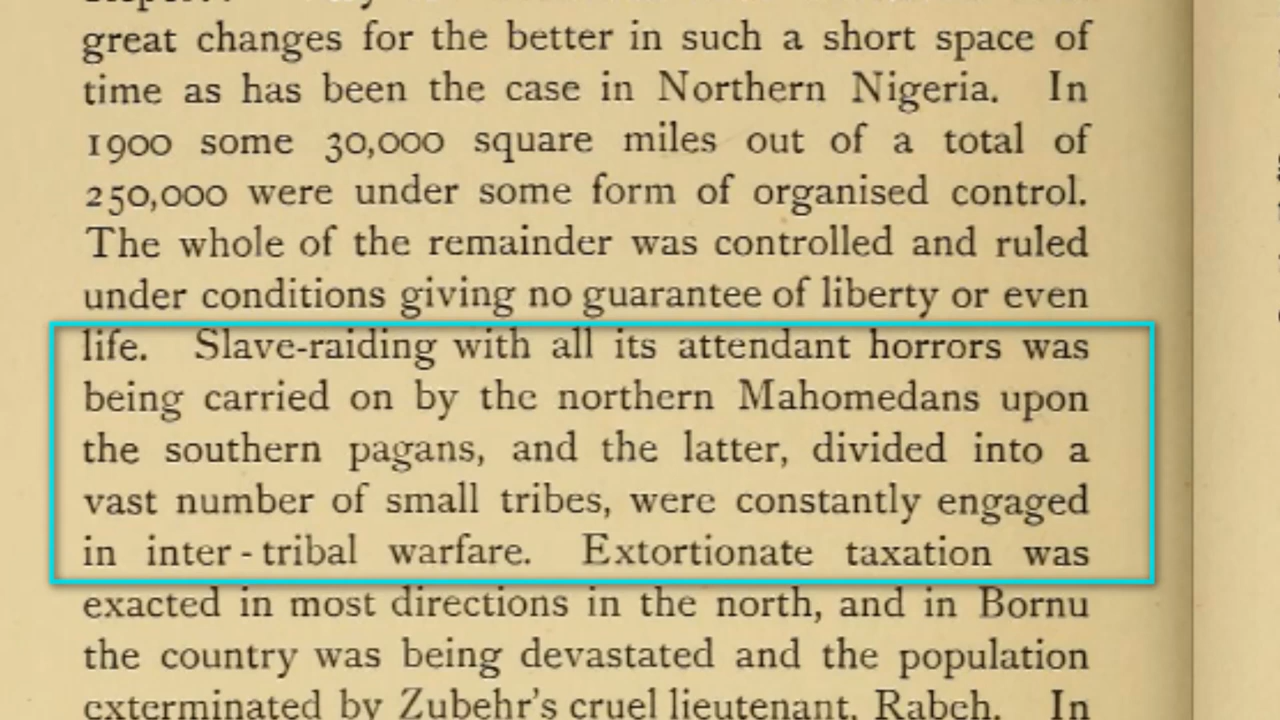 great changes for the better in such a short space of
time as has been the case in Northern Nigeria. In
1900 some 30,000 square miles out of a total of
250,000 were under some form of organised control.
The whole of the remainder was controlled and ruled
under conditions giving no guarantee of liberty or even
life. Slave-raiding with all its attendant horrors was
being carried on by the northern Mahomedans upon
the southern pagans, and the latter, divided into a
vast number of small tribes, were constantly engaged
in inter-tribal warfare. Extortionate taxation was
exacted in most directions in the north, and in Bornu
the country was being devastated and the population
exterminated by Zubehr's cruel lieutenant, Rabeh. In